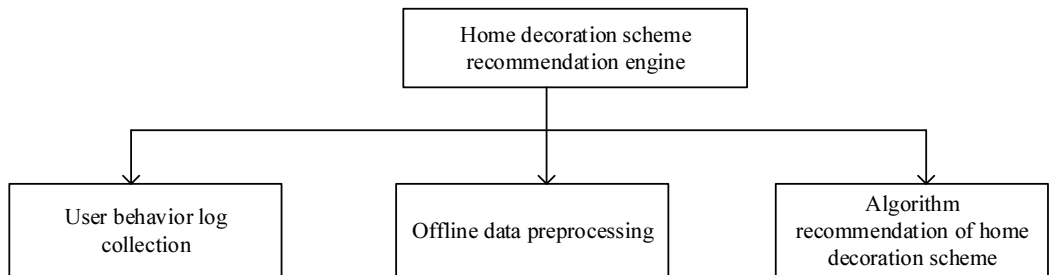 Home decoration scheme
recommendation engine
User behavior log
collection
Offline data preprocessing
Algorithm
recommendation of home
decoration scheme